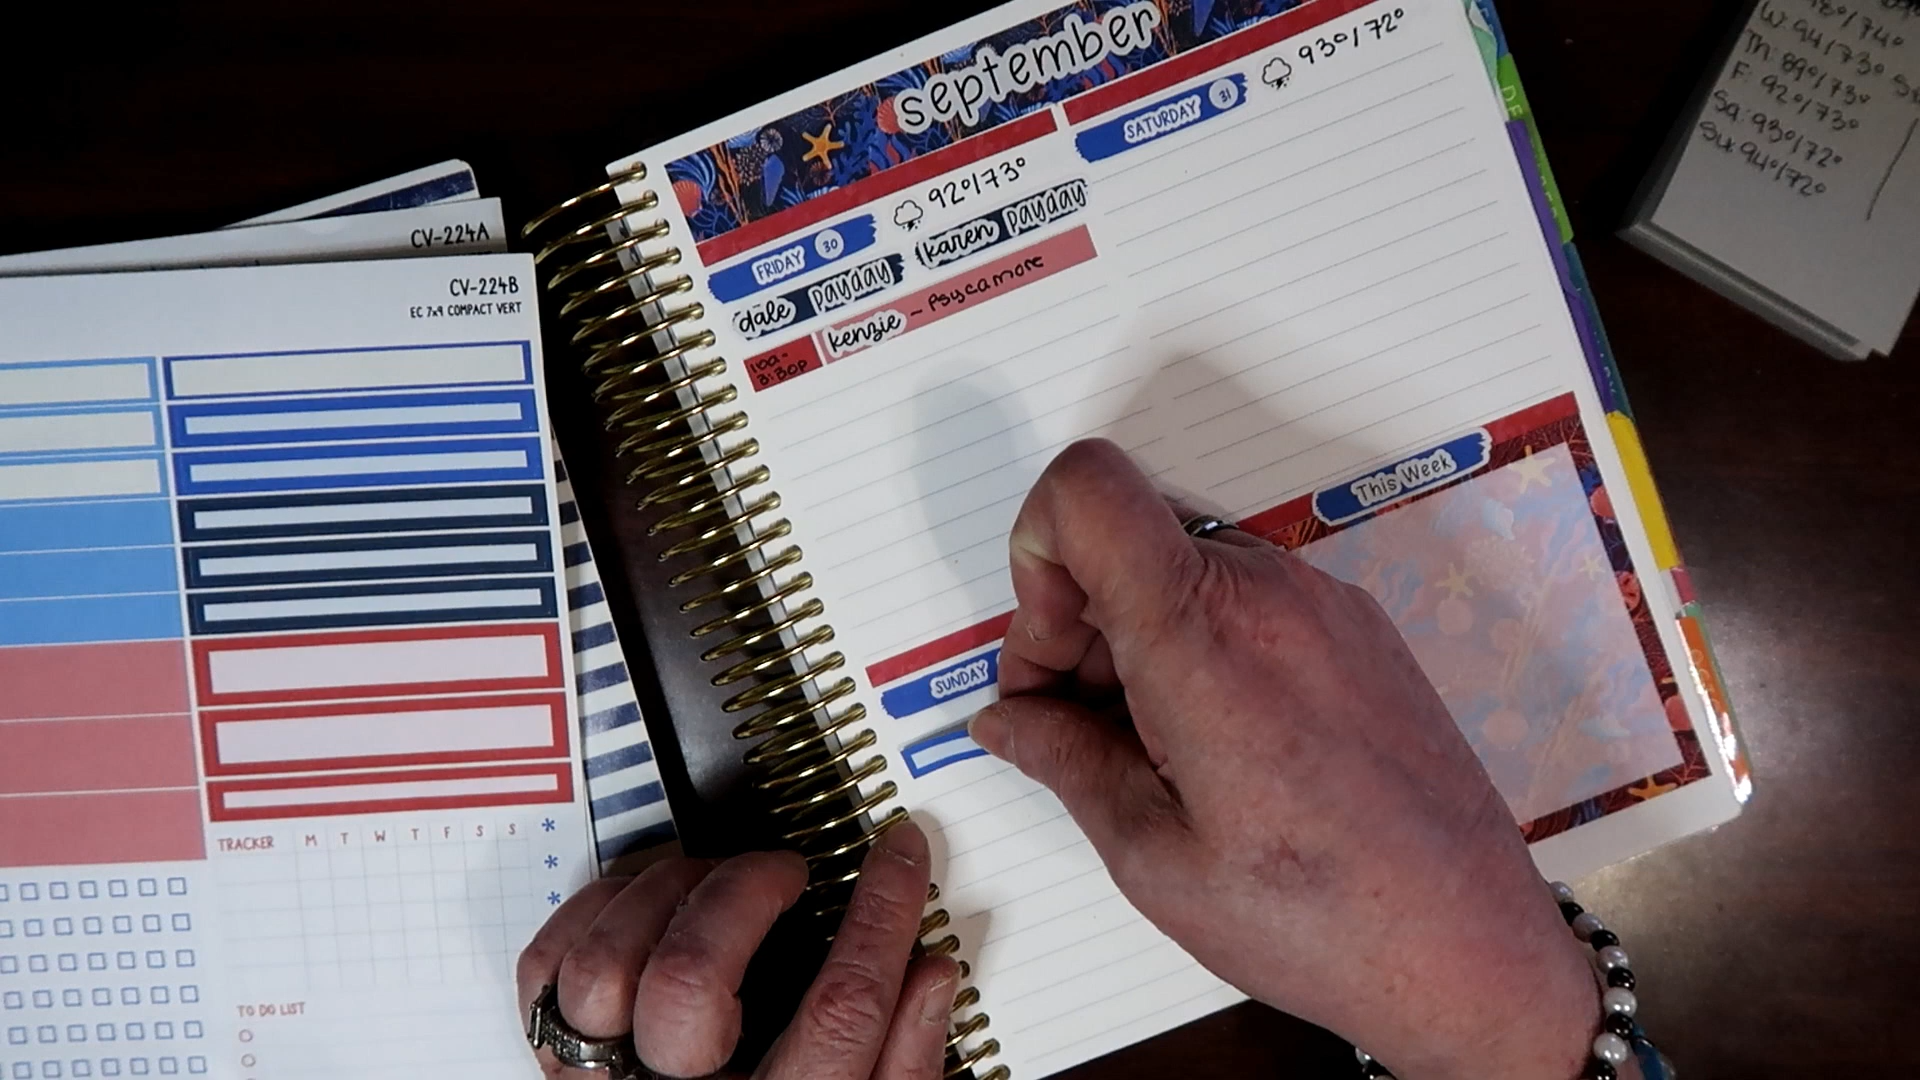 september
FRIDAY 30
92°/73°
dale payday
karen payday
10a-
3:30p
kenzie - Psycamore
SATURDAY 31
93°/72°
This Week
SUNDAY
CV-224A
CV-224B
EC 7x9 COMPACT VERT
TRACKER M T W T F S S
TO DO LIST
W: 94/73°
Th: 89°/73°
F: 92°/73°
Sa: 93°/72°
Su: 94°/72°